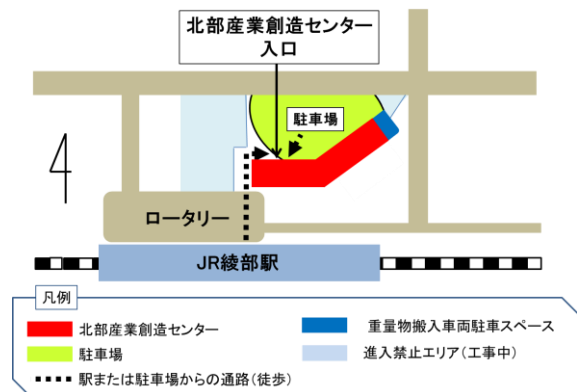 北部産業創造センター
入口
駐車場
ロータリー
JR綾部駅
凡例
北部産業創造センター
重量物搬入車両駐車スペース
駐車場
進入禁止エリア(工事中)
駅または駐車場からの通路(徒歩)